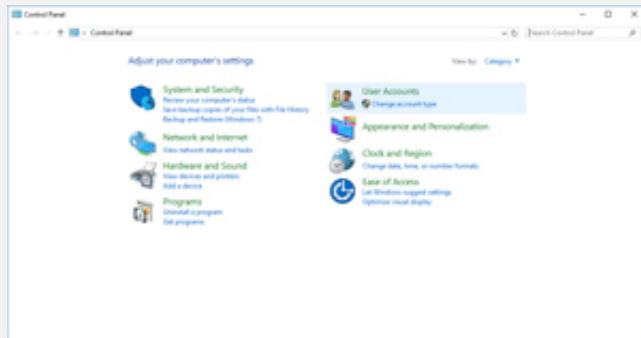 Control Panel
Control Panel
Search Control Panel
Adjust your computer's settings
View by: Category
System and Security
Review your computer's status
Save backup copies of your files with File History
Backup and Restore (Windows 7)
Network and Internet
View network status and tasks
Hardware and Sound
View devices and printers
Add a device
Programs
Uninstall a program
Get programs
User Accounts
Change account type
Appearance and Personalization
Clock and Region
Change date, time, or number formats
Ease of Access
Let Windows suggest settings
Optimize visual display